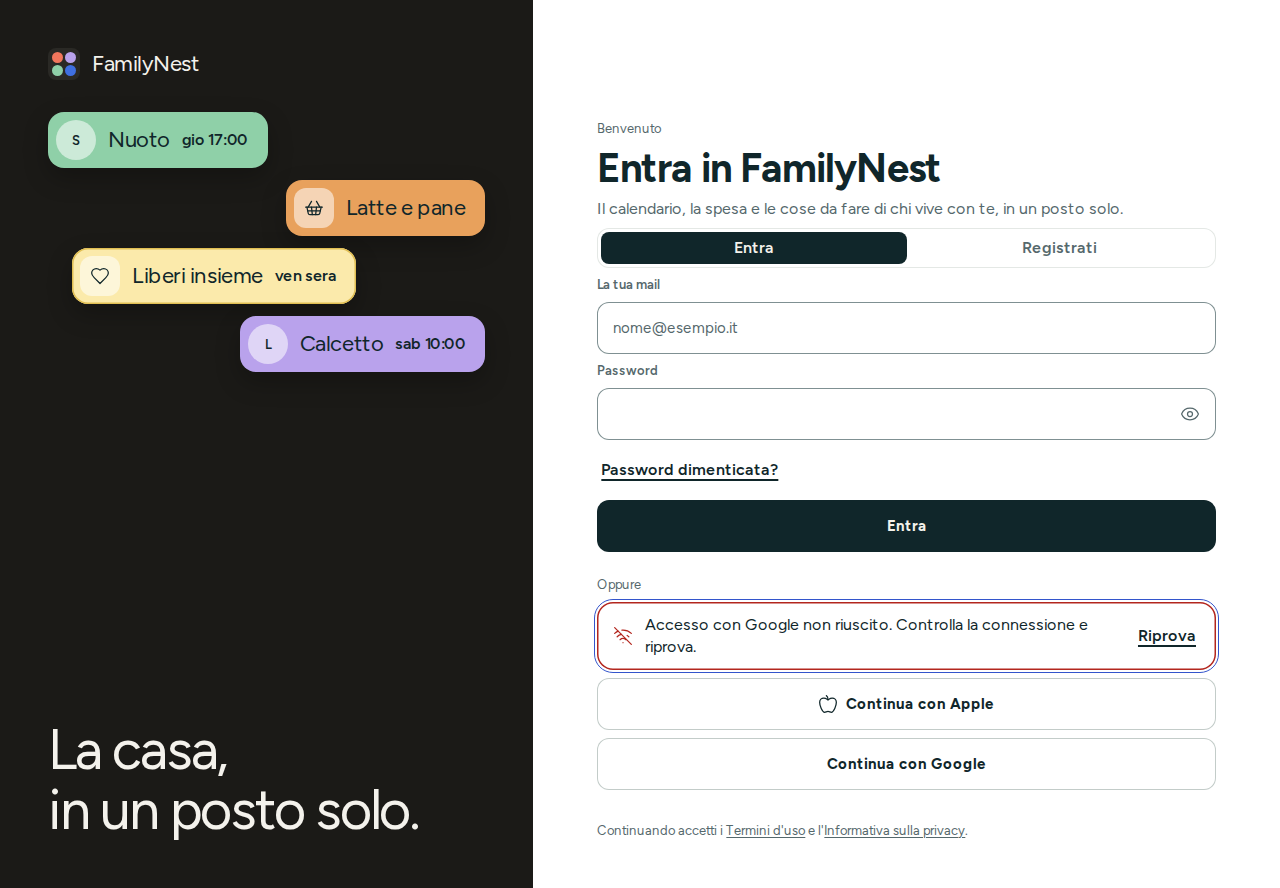 FamilyNest
S Nuoto gio 17:00
Latte e pane
Liberi insieme ven sera
L Calcetto sab 10:00
La casa,
in un posto solo.
Benvenuto
Entra in FamilyNest
Il calendario, la spesa e le cose da fare di chi vive con te, in un posto solo.
Entra Registrati
La tua mail
nome@esempio.it
Password
Password dimenticata?
Entra
Oppure
Accesso con Google non riuscito. Controlla la connessione e
riprova.
Riprova
Continua con Apple
Continua con Google
Continuando accetti i Termini d'uso e l'Informativa sulla privacy.